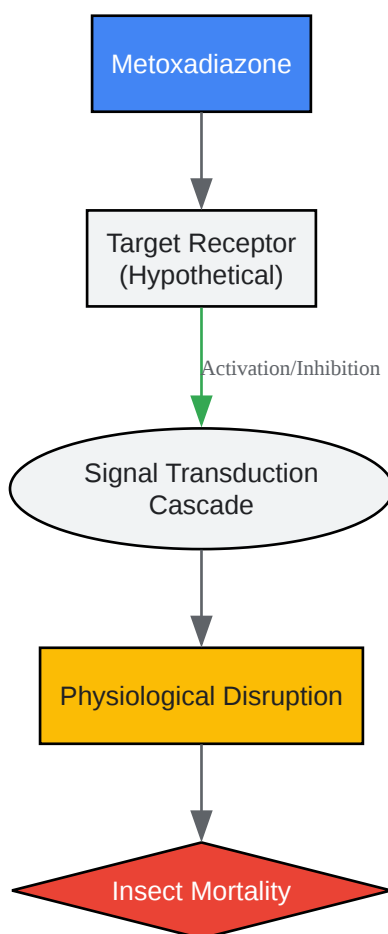 Metoxadiazone
Target Receptor
(Hypothetical)
Activation/Inhibition
Signal Transduction
Cascade
Physiological Disruption
Insect Mortality